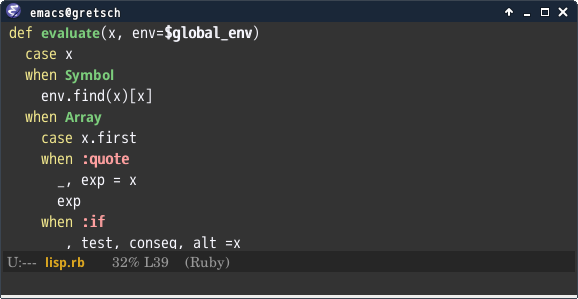 emacs@gretsch
def evaluate(x, env=$global_env)
  case x
  when Symbol
    env.find(x)[x]
  when Array
    case x.first
    when :quote
      _, exp = x
      exp
    when :if
      , test, conseq, alt =x
U:--- lisp.rb 32% L39 (Ruby)